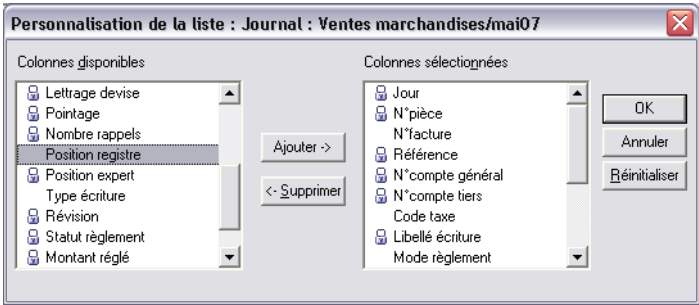 Personnalisation de la liste : Journal : Ventes marchandises/mai07
Colonnes disponibles
Lettrage devise
Pointage
Nombre rappels
Position registre
Position expert
Type écriture
Révision
Statut règlement
Montant réglé
Ajouter ->
<- Supprimer
Colonnes sélectionnées
Jour
N°pièce
N°facture
Référence
N°compte général
N°compte tiers
Code taxe
Libellé écriture
Mode règlement
OK
Annuler
Réinitialiser